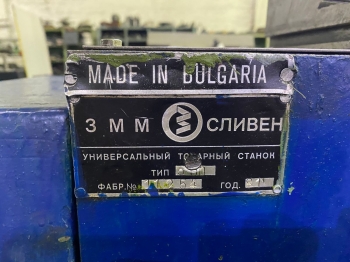 MADE IN BULGARIA
ЗММ СЛИВЕН
УНИВЕРСАЛЬНЫЙ ТОКАРНЫЙ СТАНОК
ТИП
ФАБР.№ ГОД.